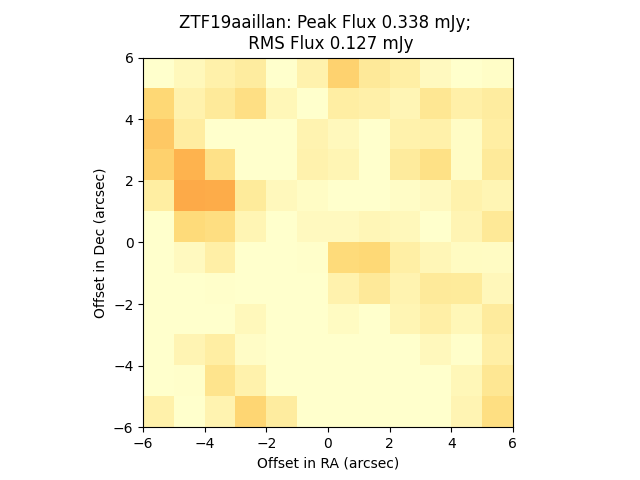 ZTF19aaillan: Peak Flux 0.338 mJy;
RMS Flux 0.127 mJy
6
4
2
0
−2
−4
−6
Offset in Dec (arcsec)
−6 −4 −2 0 2 4 6
Offset in RA (arcsec)